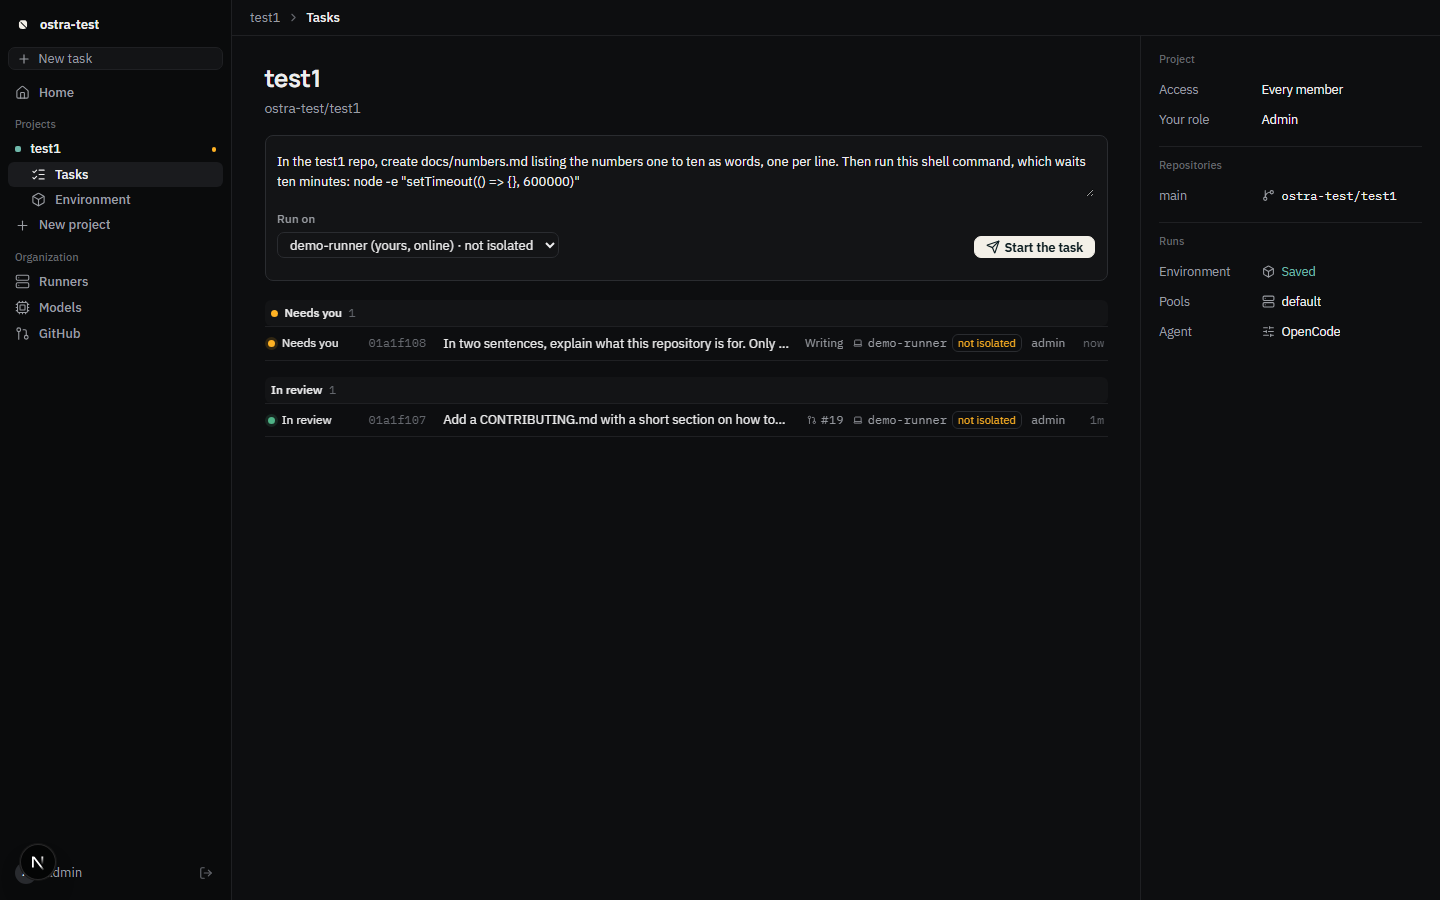 ostra-test
New task
Home
Projects
test1
Tasks
Environment
New project
Organization
Runners
Models
GitHub
N
dmin
test1 > Tasks
test1
ostra-test/test1
In the test1 repo, create docs/numbers.md listing the numbers one to ten as words, one per line. Then run this shell command, which waits
ten minutes: node -e "setTimeout(() => {}, 600000)"
Run on
demo-runner (yours, online) · not isolated
Start the task
Needs you 1
Needs you 01a1f108 In two sentences, explain what this repository is for. Only ... Writing demo-runner not isolated admin now
In review 1
In review 01a1f107 Add a CONTRIBUTING.md with a short section on how to... #19 demo-runner not isolated admin 1m
Project
Access Every member
Your role Admin
Repositories
main ostra-test/test1
Runs
Environment Saved
Pools default
Agent OpenCode